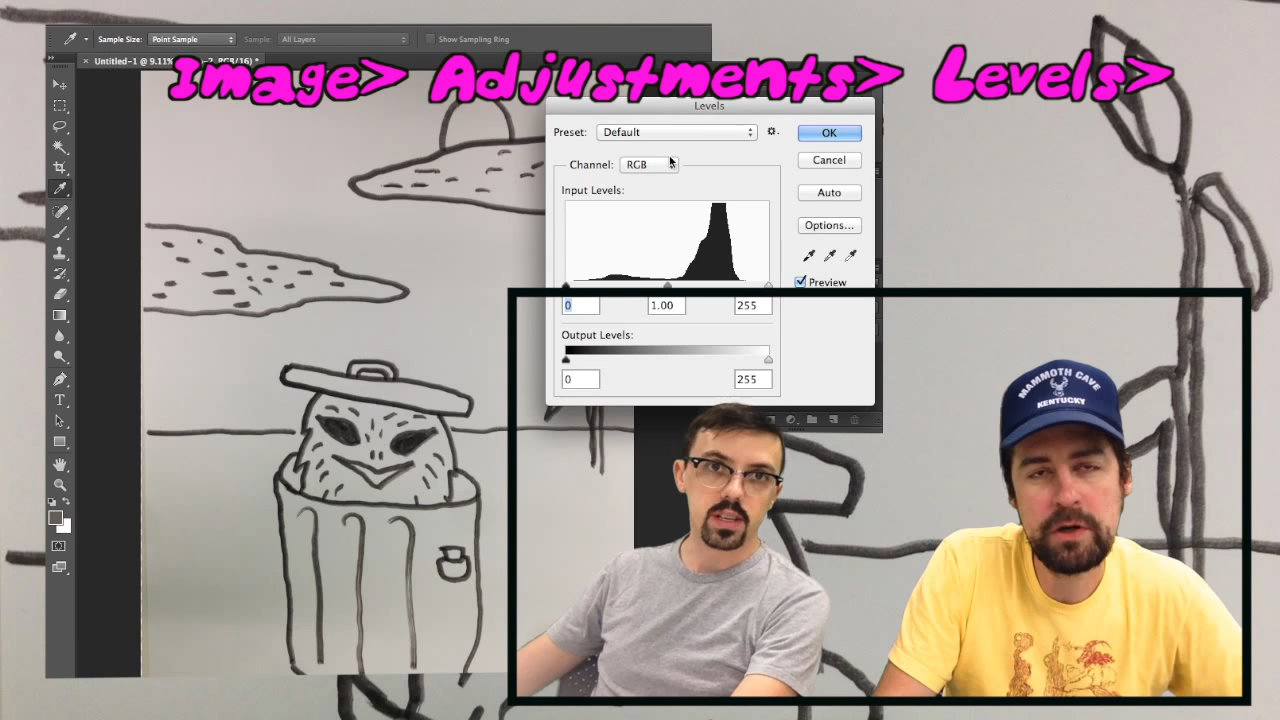 Sample Size: Point Sample Sample: All Layers Show Sampling Ring
Image> Adjustments> Levels>
Levels
Preset: Default OK
Channel: RGB Cancel
Input Levels: Auto
Options...
Preview
0 1.00 255
Output Levels:
0 255
MAMMOTH CAVE
KENTUCKY